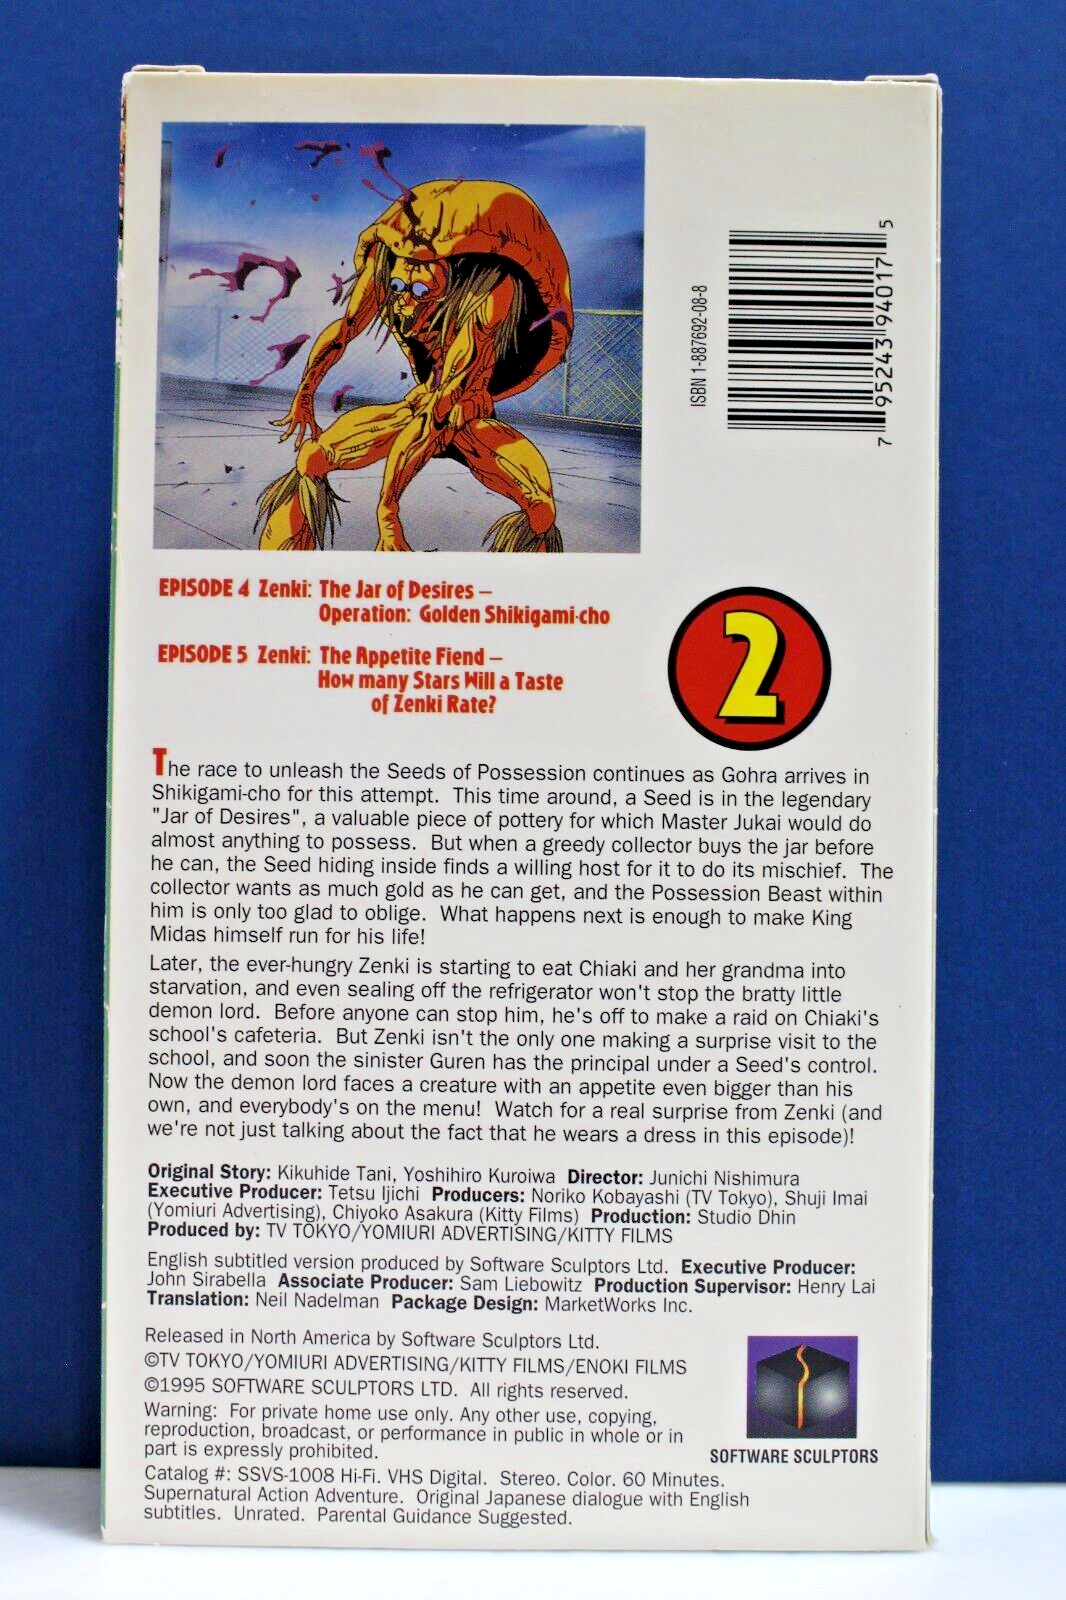 ISBN 1-887692-08-8
7 95243 94017 5
EPISODE 4 Zenki: The Jar of Desires –
Operation: Golden Shikigami-cho
EPISODE 5 Zenki: The Appetite Fiend –
How many Stars Will a Taste
of Zenki Rate?
2
The race to unleash the Seeds of Possession continues as Gohra arrives in
Shikigami-cho for this attempt. This time around, a Seed is in the legendary
"Jar of Desires", a valuable piece of pottery for which Master Jukai would do
almost anything to possess. But when a greedy collector buys the jar before
he can, the Seed hiding inside finds a willing host for it to do its mischief. The
collector wants as much gold as he can get, and the Possession Beast within
him is only too glad to oblige. What happens next is enough to make King
Midas himself run for his life!
Later, the ever-hungry Zenki is starting to eat Chiaki and her grandma into
starvation, and even sealing off the refrigerator won't stop the bratty little
demon lord. Before anyone can stop him, he's off to make a raid on Chiaki's
school's cafeteria. But Zenki isn't the only one making a surprise visit to the
school, and soon the sinister Guren has the principal under a Seed's control.
Now the demon lord faces a creature with an appetite even bigger than his
own, and everybody's on the menu! Watch for a real surprise from Zenki (and
we're not just talking about the fact that he wears a dress in this episode)!
Original Story: Kikuhide Tani, Yoshihiro Kuroiwa Director: Junichi Nishimura
Executive Producer: Tetsu Ijichi Producers: Noriko Kobayashi (TV Tokyo), Shuji Imai
(Yomiuri Advertising), Chiyoko Asakura (Kitty Films) Production: Studio Dhin
Produced by: TV TOKYO/YOMIURI ADVERTISING/KITTY FILMS
English subtitled version produced by Software Sculptors Ltd. Executive Producer:
John Sirabella Associate Producer: Sam Liebowitz Production Supervisor: Henry Lai
Translation: Neil Nadelman Package Design: MarketWorks Inc.
Released in North America by Software Sculptors Ltd.
©TV TOKYO/YOMIURI ADVERTISING/KITTY FILMS/ENOKI FILMS
©1995 SOFTWARE SCULPTORS LTD. All rights reserved.
Warning: For private home use only. Any other use, copying,
reproduction, broadcast, or performance in public in whole or in
part is expressly prohibited.
SOFTWARE SCULPTORS
Catalog #: SSVS-1008 Hi-Fi. VHS Digital. Stereo. Color. 60 Minutes.
Supernatural Action Adventure. Original Japanese dialogue with English
subtitles. Unrated. Parental Guidance Suggested.